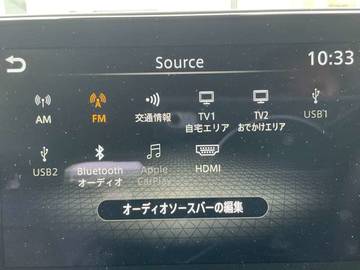 Source
10:33
AM
FM
交通情報
TV1
自宅エリア
TV2
おでかけエリア
USB1
USB2
Bluetooth
オーディオ
Apple
CarPlay
HDMI
オーディオソースバーの編集